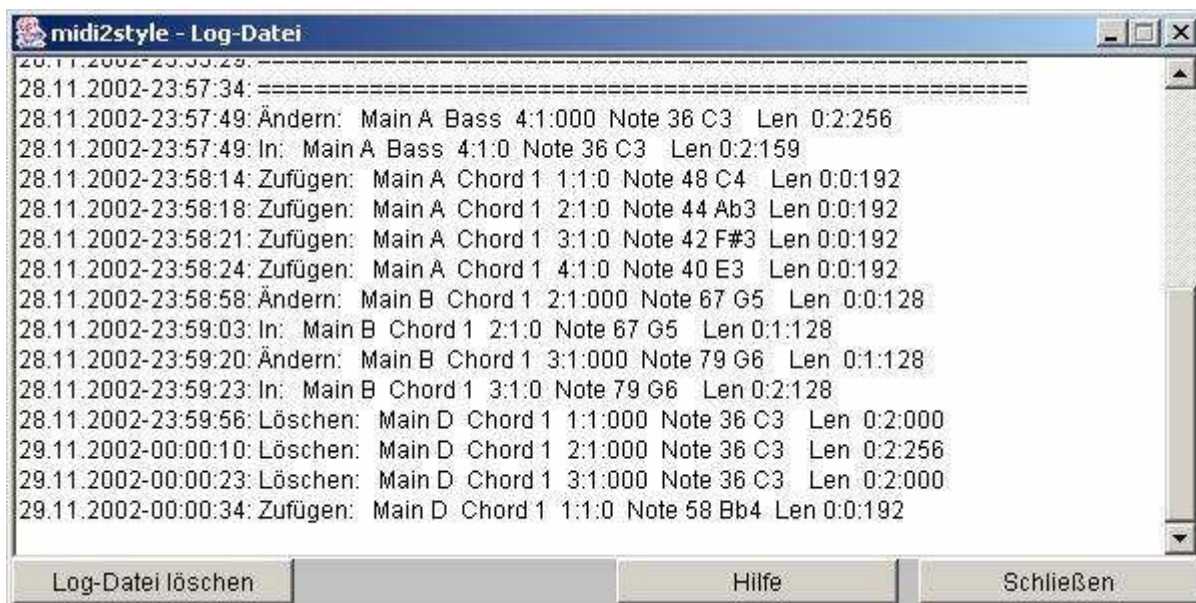 midi2style - Log-Datei
28.11.2002-23:57:34: =======================================================
28.11.2002-23:57:49: Ändern: Main A Bass 4:1:000 Note 36 C3 Len 0:2:256
28.11.2002-23:57:49: In: Main A Bass 4:1:0 Note 36 C3 Len 0:2:159
28.11.2002-23:58:14: Zufügen: Main A Chord 1 1:1:0 Note 48 C4 Len 0:0:192
28.11.2002-23:58:18: Zufügen: Main A Chord 1 2:1:0 Note 44 Ab3 Len 0:0:192
28.11.2002-23:58:21: Zufügen: Main A Chord 1 3:1:0 Note 42 F#3 Len 0:0:192
28.11.2002-23:58:24: Zufügen: Main A Chord 1 4:1:0 Note 40 E3 Len 0:0:192
28.11.2002-23:58:58: Ändern: Main B Chord 1 2:1:000 Note 67 G5 Len 0:0:128
28.11.2002-23:59:03: In: Main B Chord 1 2:1:0 Note 67 G5 Len 0:1:128
28.11.2002-23:59:20: Ändern: Main B Chord 1 3:1:000 Note 79 G6 Len 0:1:128
28.11.2002-23:59:23: In: Main B Chord 1 3:1:0 Note 79 G6 Len 0:2:128
28.11.2002-23:59:56: Löschen: Main D Chord 1 1:1:000 Note 36 C3 Len 0:2:000
29.11.2002-00:00:10: Löschen: Main D Chord 1 2:1:000 Note 36 C3 Len 0:2:256
29.11.2002-00:00:23: Löschen: Main D Chord 1 3:1:000 Note 36 C3 Len 0:2:000
29.11.2002-00:00:34: Zufügen: Main D Chord 1 1:1:0 Note 58 Bb4 Len 0:0:192
Log-Datei löschen
Hilfe
Schließen